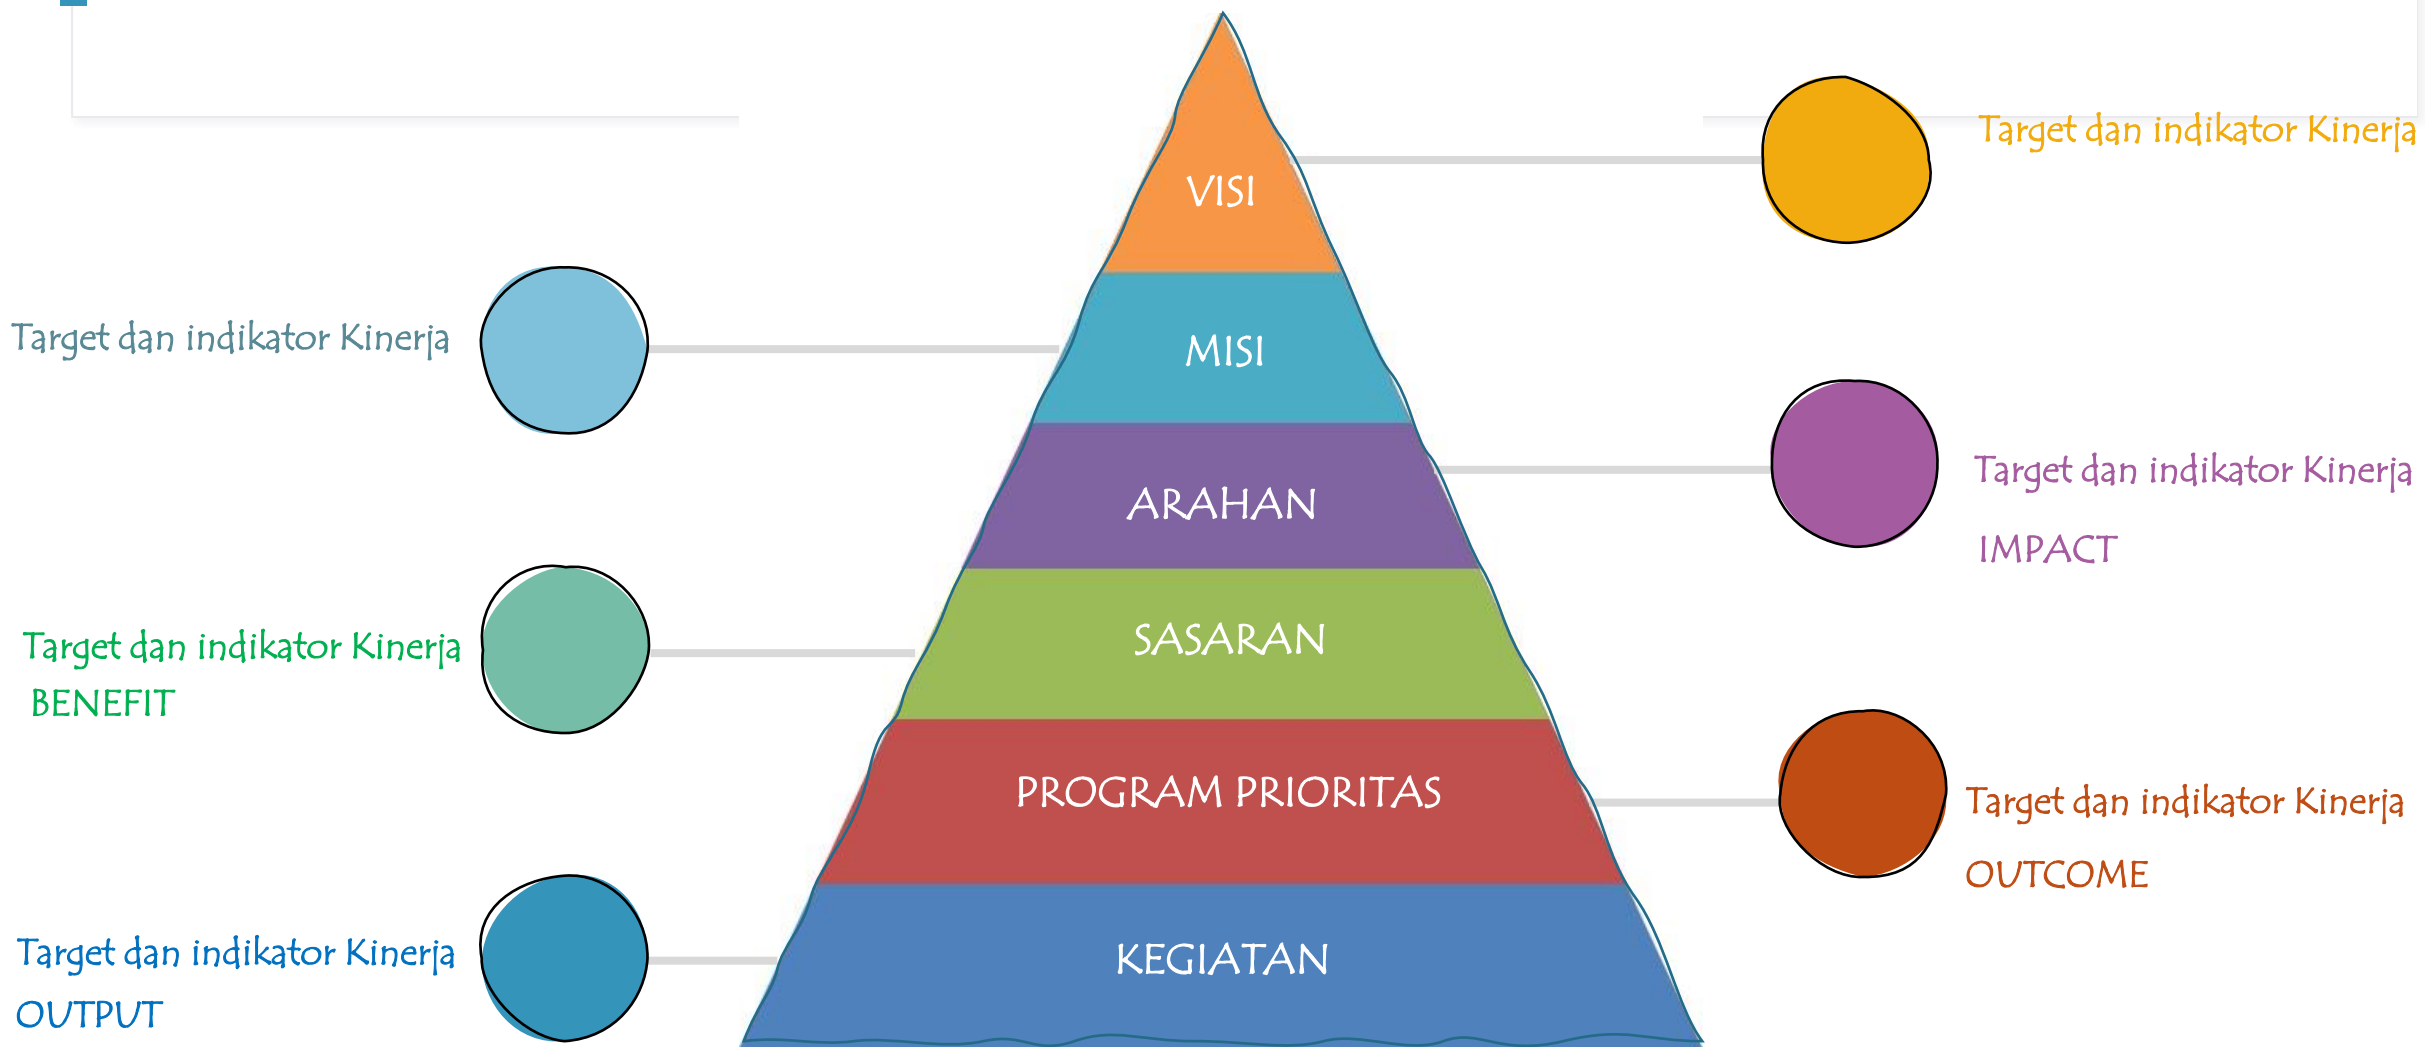 VISI
Target dan indikator Kinerja
MISI
Target dan indikator Kinerja
ARAHAN
Target dan indikator Kinerja
IMPACT
SASARAN
Target dan indikator Kinerja
BENEFIT
PROGRAM PRIORITAS
Target dan indikator Kinerja
OUTCOME
KEGIATAN
Target dan indikator Kinerja
OUTPUT